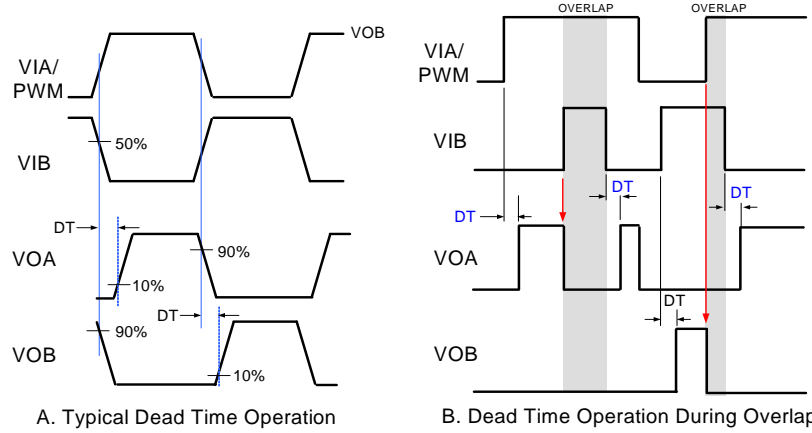 VOB
VIA/
PWM
VIB
50%
DT
VOA
90%
10%
90%
VOB
DT
10%
A. Typical Dead Time Operation
OVERLAP
OVERLAP
VIA/
PWM
VIB
DT
DT
DT
VOA
DT
VOB
B. Dead Time Operation During Overlap